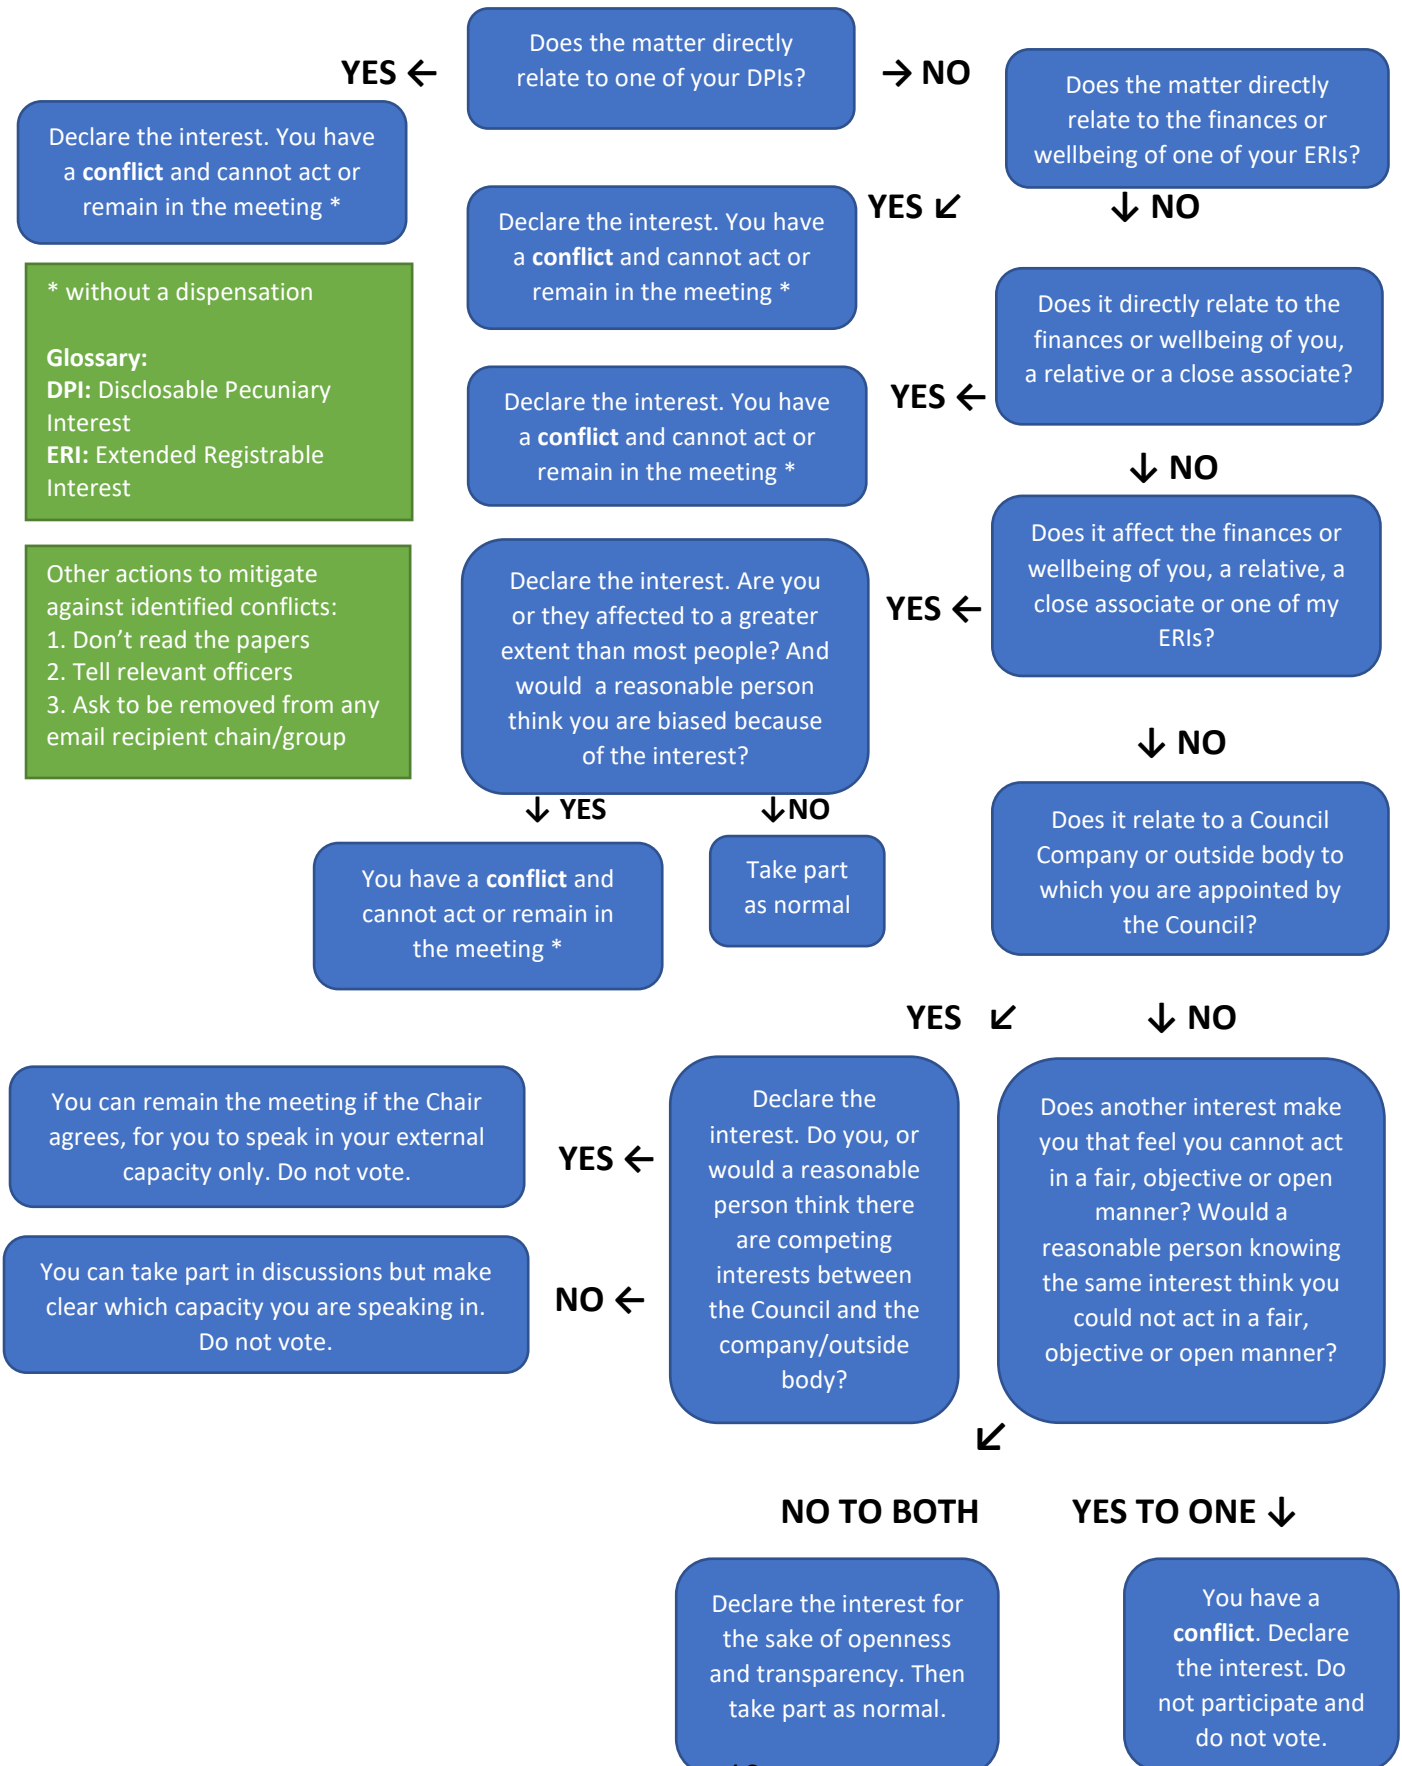 Does the matter directly
relate to one of your DPIs?
YES ←
→ NO
Does the matter directly
relate to the finances or
wellbeing of one of your ERIs?
Declare the interest. You have
a conflict and cannot act or
remain in the meeting *
YES ↙
↓ NO
Declare the interest. You have
a conflict and cannot act or
remain in the meeting *
* without a dispensation
Glossary:
DPI: Disclosable Pecuniary
Interest
ERI: Extended Registrable
Interest
Does it directly relate to the
finances or wellbeing of you,
a relative or a close associate?
YES ←
Declare the interest. You have
a conflict and cannot act or
remain in the meeting *
↓ NO
Does it affect the finances or
wellbeing of you, a relative, a
close associate or one of my
ERIs?
YES ←
Declare the interest. Are you
or they affected to a greater
extent than most people? And
would  a reasonable person
think you are biased because
of the interest?
Other actions to mitigate
against identified conflicts:
1. Don’t read the papers
2. Tell relevant officers
3. Ask to be removed from any
email recipient chain/group
↓ NO
↓ YES
↓NO
You have a conflict and
cannot act or remain in
the meeting *
Take part
as normal
Does it relate to a Council
Company or outside body to
which you are appointed by
the Council?
YES ↙
↓ NO
Declare the
interest. Do you, or
would a reasonable
person think there
are competing
interests between
the Council and the
company/outside
body?
Does another interest make
you that feel you cannot act
in a fair, objective or open
manner? Would a
reasonable person knowing
the same interest think you
could not act in a fair,
objective or open manner?
YES ←
You can remain the meeting if the Chair
agrees, for you to speak in your external
capacity only. Do not vote.
NO ←
You can take part in discussions but make
clear which capacity you are speaking in.
Do not vote.
↙
NO TO BOTH
YES TO ONE ↓
Declare the interest for
the sake of openness
and transparency. Then
take part as normal.
You have a
conflict. Declare
the interest. Do
not participate and
do not vote.